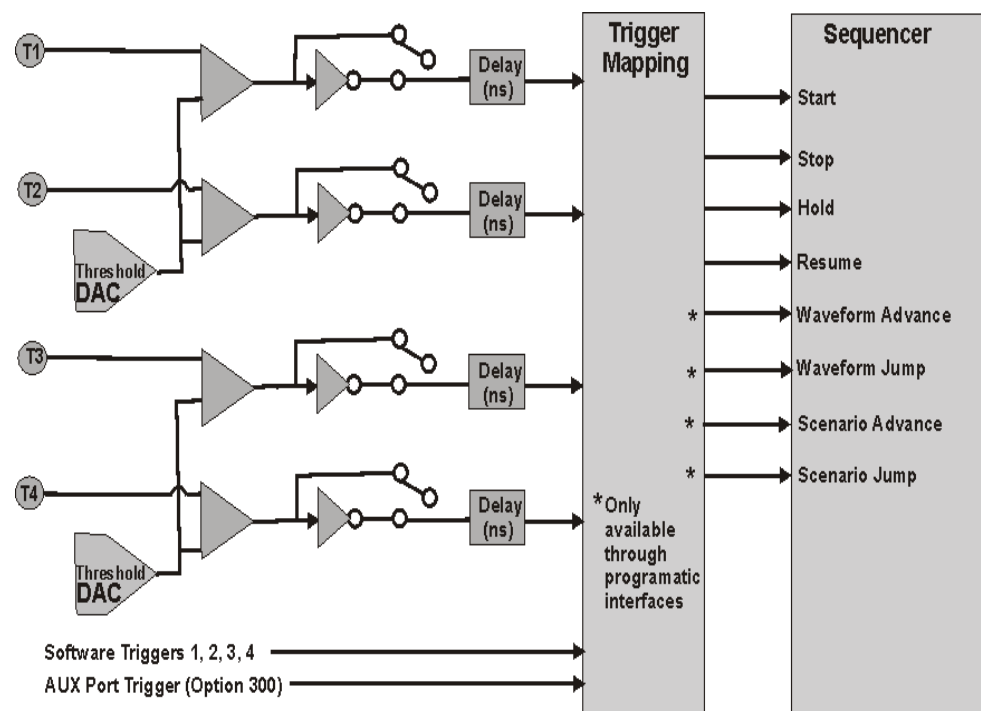 T1
T2
Threshold
DAC
T3
T4
Threshold
DAC
Delay
(ns)
Delay
(ns)
Delay
(ns)
Delay
(ns)
Software Triggers 1, 2, 3, 4
AUX Port Trigger (Option 300)
Trigger
Mapping
*
*
*
*
*Only
available
through
programatic
interfaces
Sequencer
Start
Stop
Hold
Resume
Waveform Advance
Waveform Jump
Scenario Advance
Scenario Jump